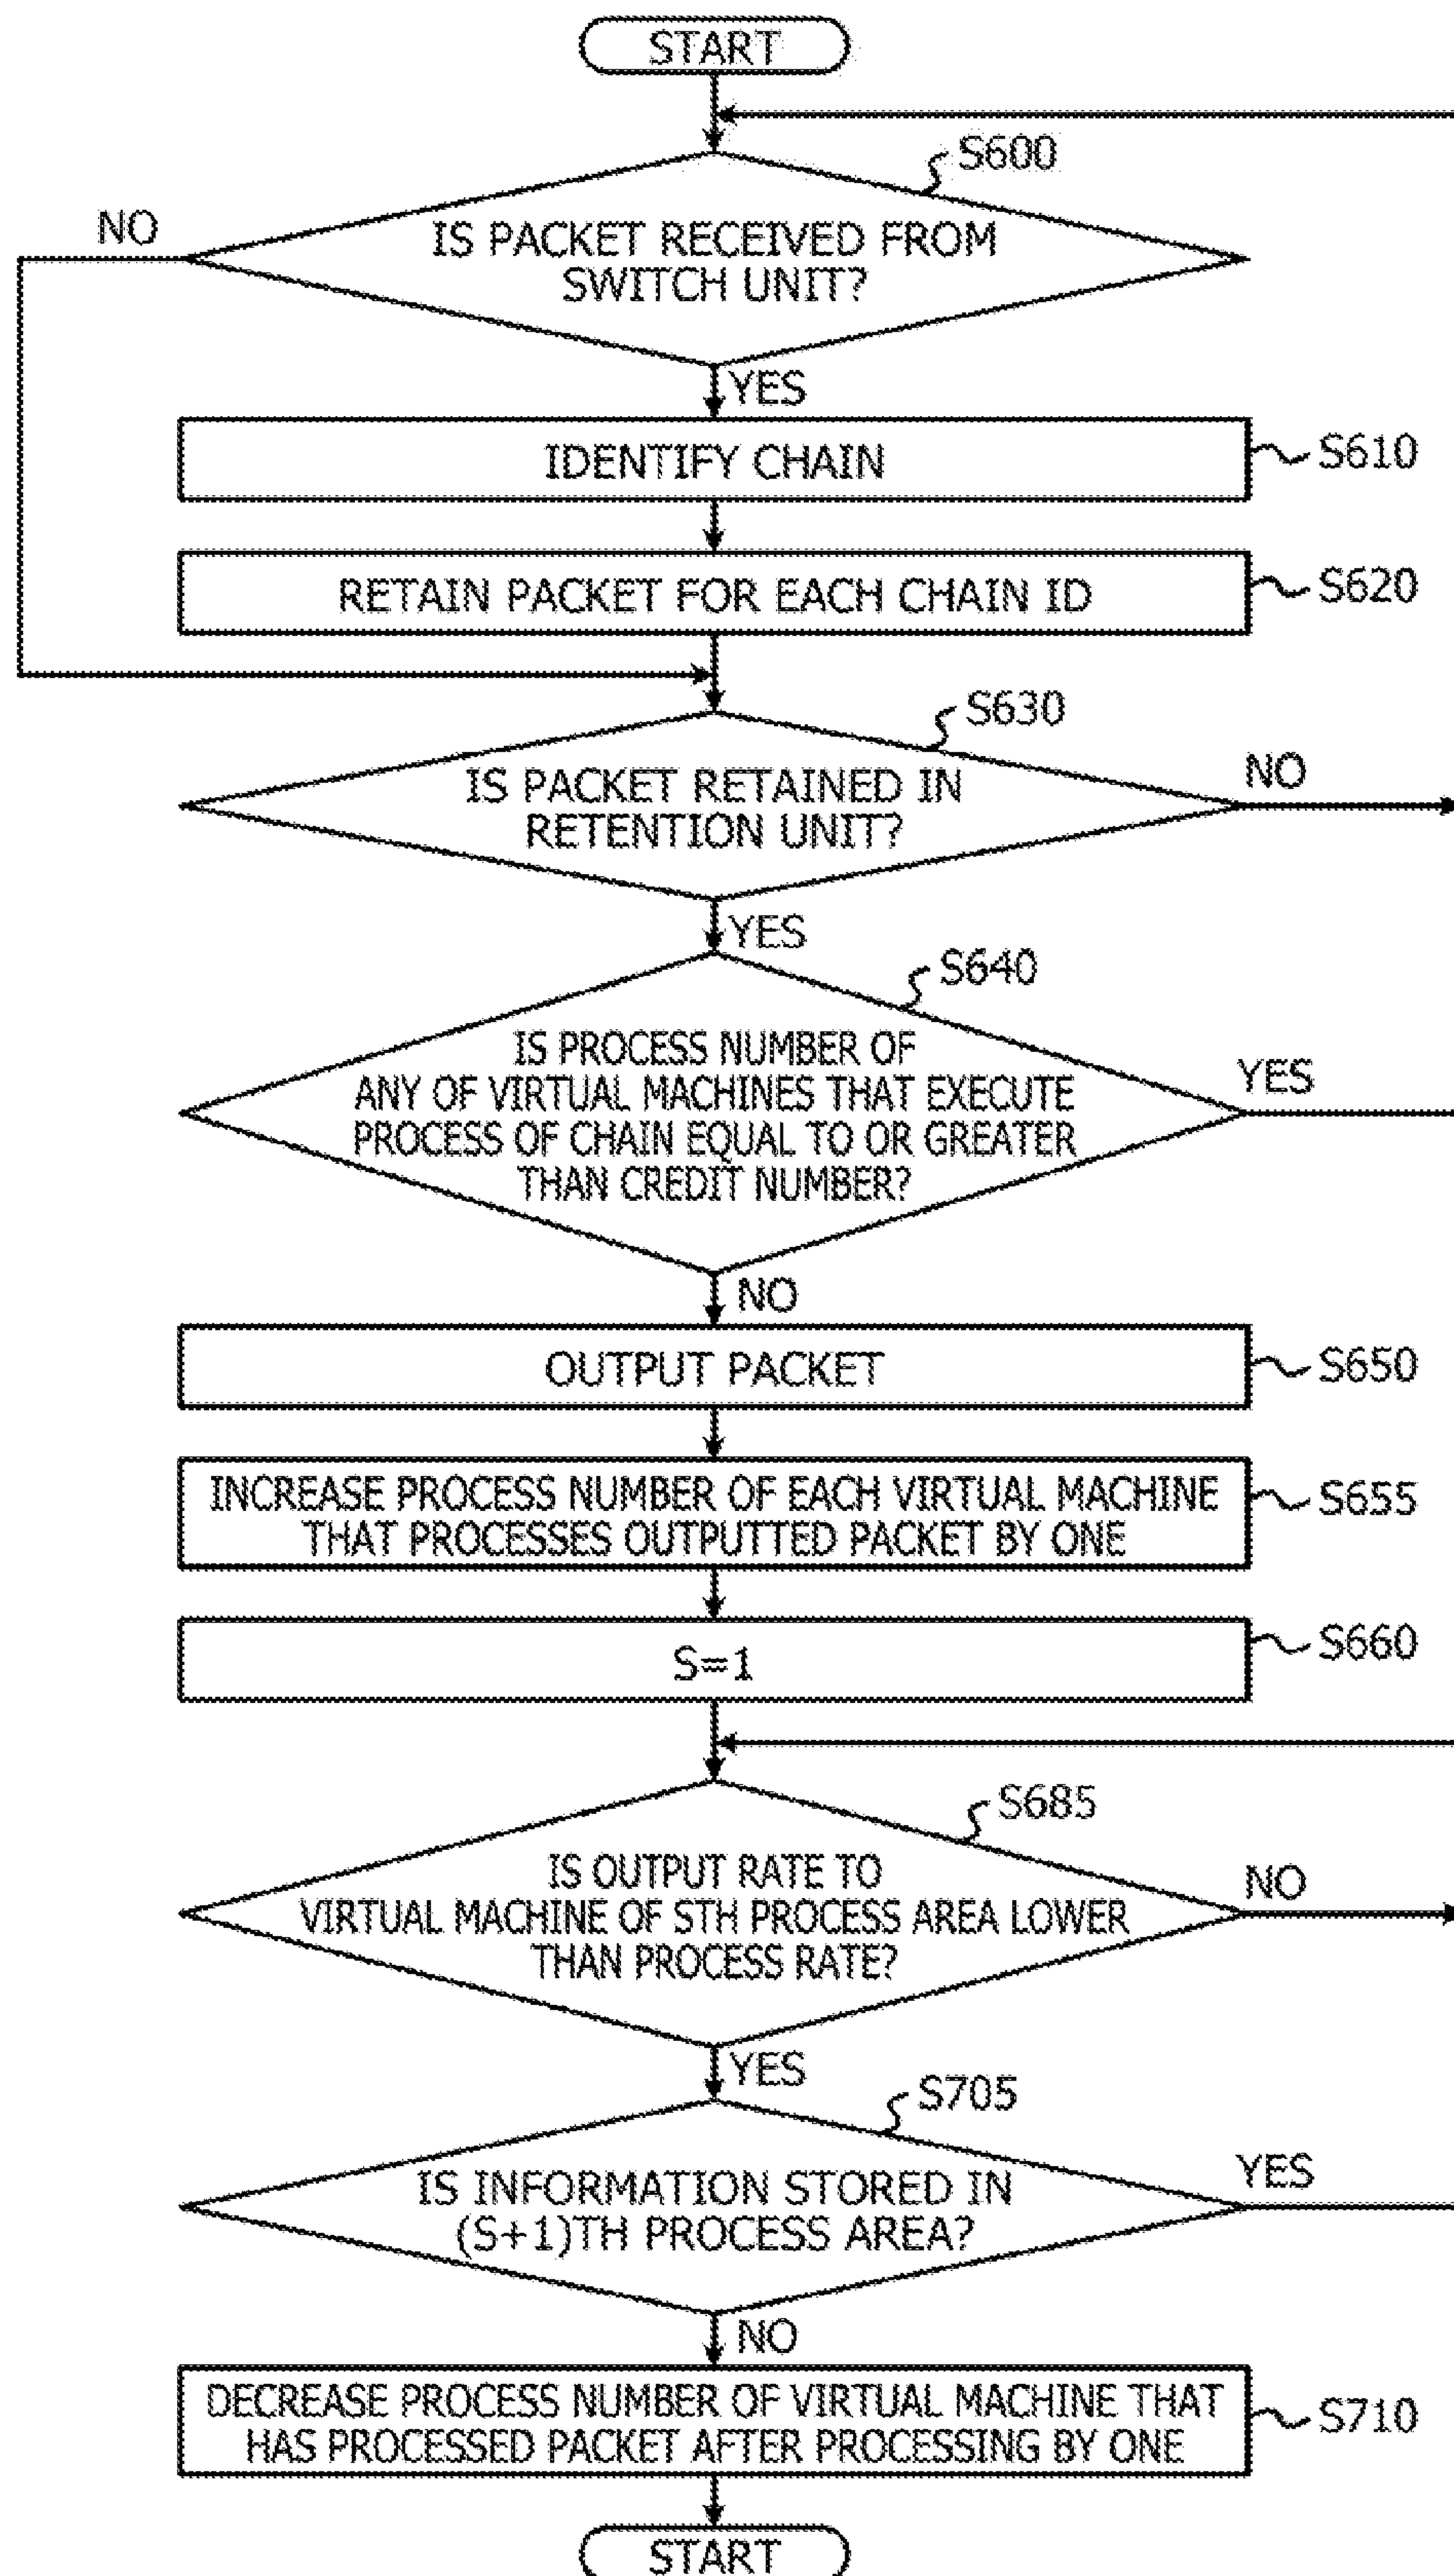 START
S600
NO
IS PACKET RECEIVED FROM
SWITCH UNIT?
YES
IDENTIFY CHAIN
S610
RETAIN PACKET FOR EACH CHAIN ID
S620
S630
IS PACKET RETAINED IN
RETENTION UNIT?
NO
YES
S640
IS PROCESS NUMBER OF
ANY OF VIRTUAL MACHINES THAT EXECUTE
PROCESS OF CHAIN EQUAL TO OR GREATER
THAN CREDIT NUMBER?
YES
NO
OUTPUT PACKET
S650
INCREASE PROCESS NUMBER OF EACH VIRTUAL MACHINE
THAT PROCESSES OUTPUTTED PACKET BY ONE
S655
S=1
S660
S685
IS OUTPUT RATE TO
VIRTUAL MACHINE OF STH PROCESS AREA LOWER
THAN PROCESS RATE?
NO
YES
S705
IS INFORMATION STORED IN
(S+1)TH PROCESS AREA?
YES
NO
DECREASE PROCESS NUMBER OF VIRTUAL MACHINE THAT
HAS PROCESSED PACKET AFTER PROCESSING BY ONE
S710
START